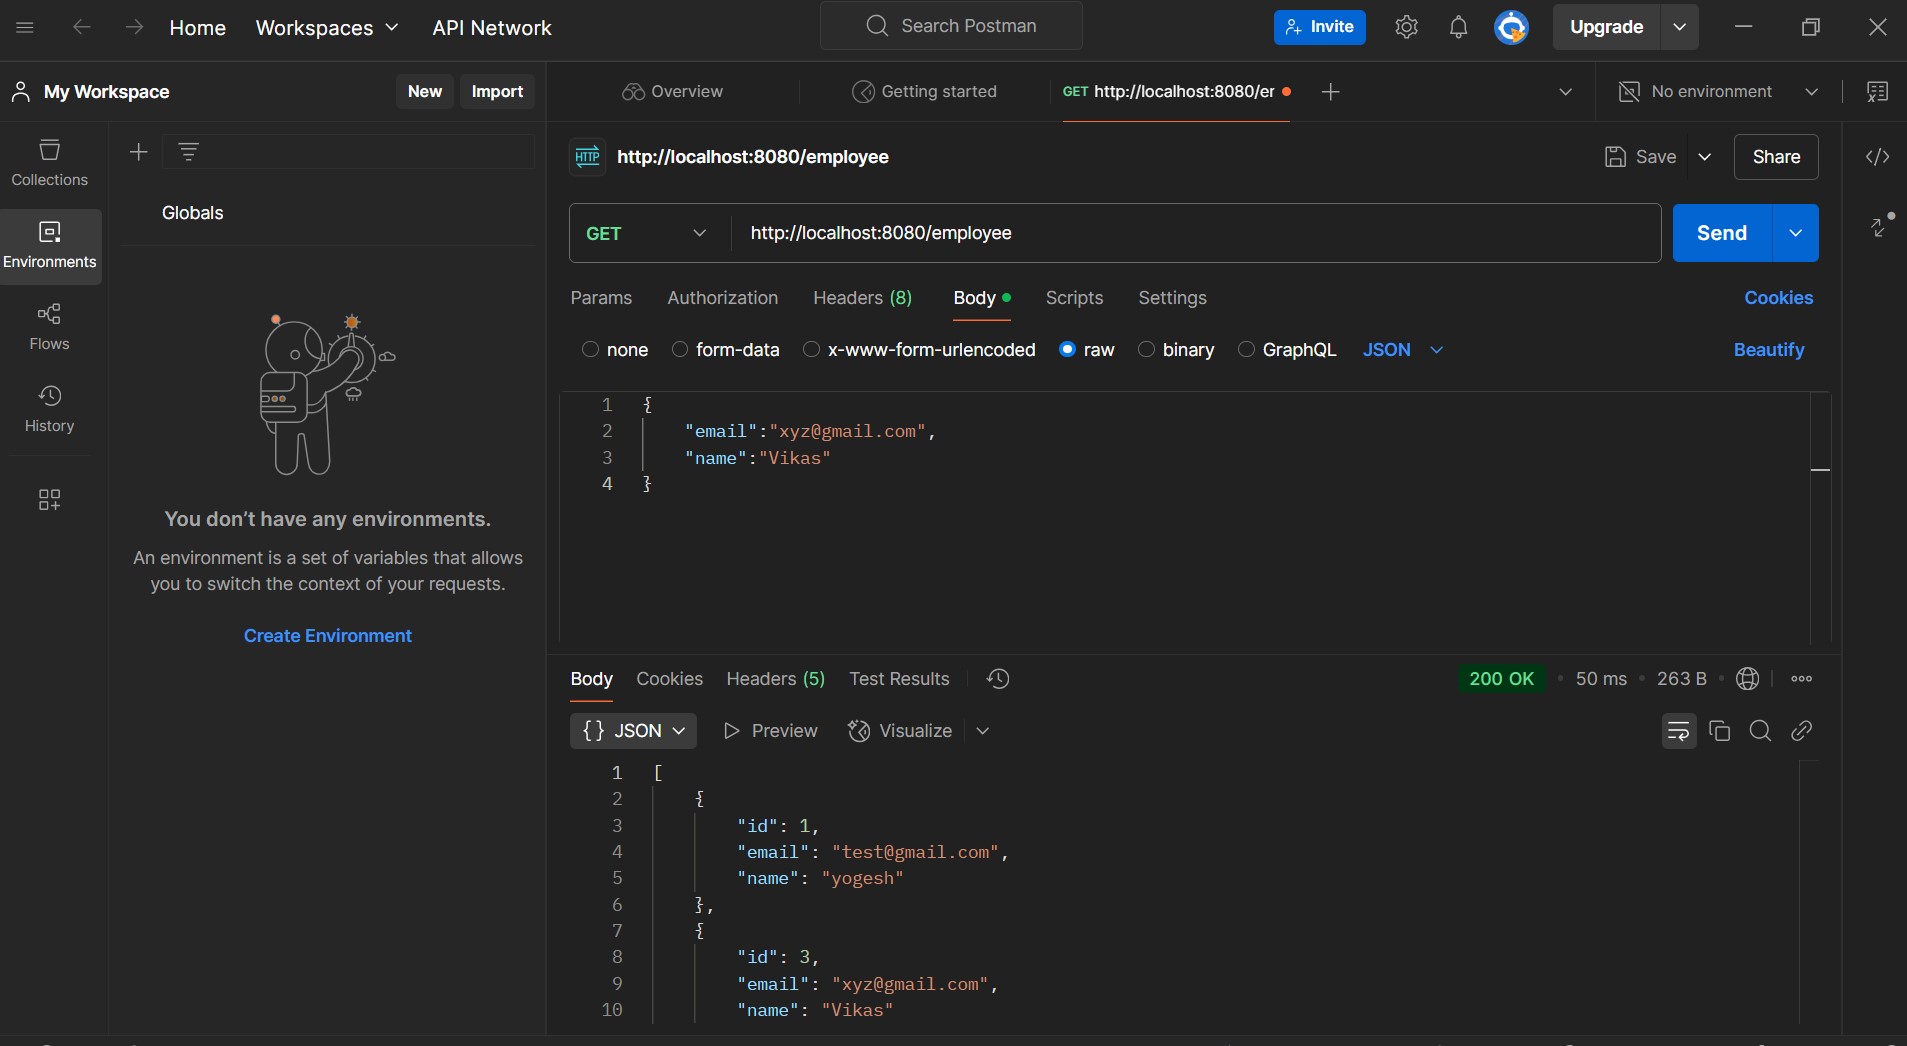 Home Workspaces API Network Search Postman Invite Upgrade
My Workspace New Import Overview Getting started GET http://localhost:8080/er No environment
Collections
Environments
Flows
History
Globals
You don’t have any environments.
An environment is a set of variables that allows
you to switch the context of your requests.
Create Environment
HTTP http://localhost:8080/employee Save Share
GET http://localhost:8080/employee Send
Params Authorization Headers (8) Body Scripts Settings Cookies
none form-data x-www-form-urlencoded raw binary GraphQL JSON Beautify
1 {
2 "email":"xyz@gmail.com",
3 "name":"Vikas"
4 }
Body Cookies Headers (5) Test Results 200 OK • 50 ms • 263 B •
{} JSON Preview Visualize
1 [
2 {
3 "id": 1,
4 "email": "test@gmail.com",
5 "name": "yogesh"
6 },
7 {
8 "id": 3,
9 "email": "xyz@gmail.com",
10 "name": "Vikas"